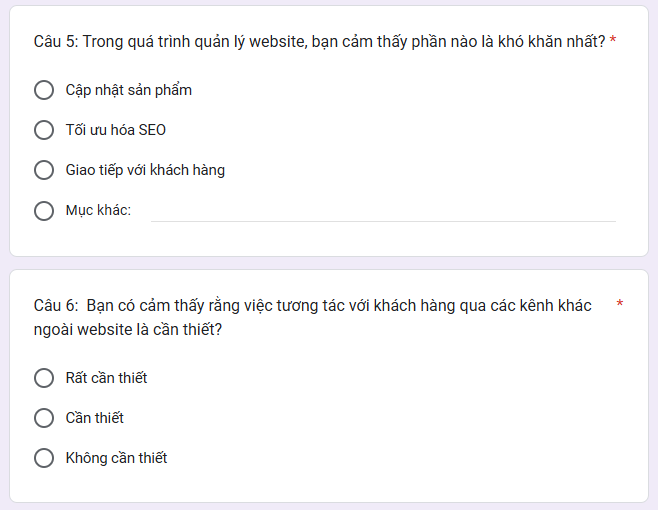 Câu 5: Trong quá trình quản lý website, bạn cảm thấy phần nào là khó khăn nhất? *
Cập nhật sản phẩm
Tối ưu hóa SEO
Giao tiếp với khách hàng
Mục khác:
Câu 6:  Bạn có cảm thấy rằng việc tương tác với khách hàng qua các kênh khác *
ngoài website là cần thiết?
Rất cần thiết
Cần thiết
Không cần thiết